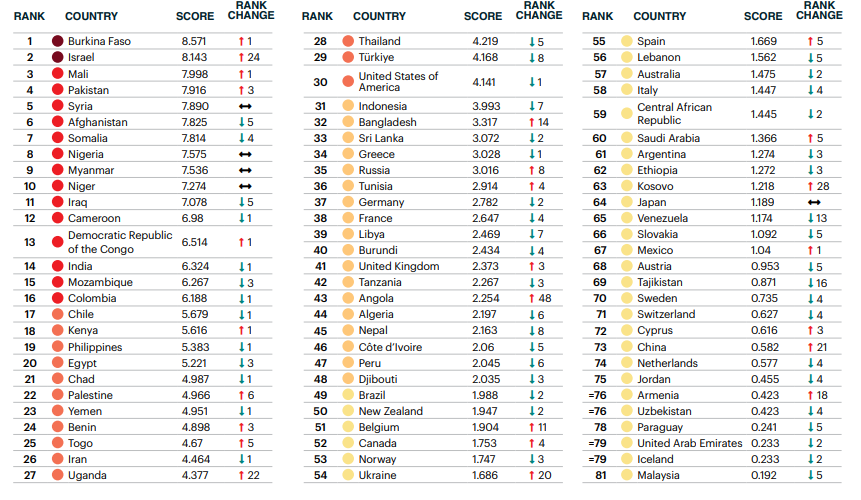 RANK COUNTRY SCORE RANK CHANGE
1 Burkina Faso 8.571 ↑ 1
2 Israel 8.143 ↑ 24
3 Mali 7.998 ↑ 1
4 Pakistan 7.916 ↑ 3
5 Syria 7.890 ↔
6 Afghanistan 7.825 ↓ 5
7 Somalia 7.814 ↓ 4
8 Nigeria 7.575 ↔
9 Myanmar 7.536 ↔
10 Niger 7.274 ↔
11 Iraq 7.078 ↓ 5
12 Cameroon 6.98 ↓ 1
13 Democratic Republic of the Congo 6.514 ↑ 1
14 India 6.324 ↓ 1
15 Mozambique 6.267 ↓ 3
16 Colombia 6.188 ↓ 1
17 Chile 5.679 ↓ 1
18 Kenya 5.616 ↑ 1
19 Philippines 5.383 ↓ 1
20 Egypt 5.221 ↓ 3
21 Chad 4.987 ↓ 1
22 Palestine 4.966 ↑ 6
23 Yemen 4.951 ↓ 1
24 Benin 4.898 ↑ 3
25 Togo 4.67 ↑ 5
26 Iran 4.464 ↓ 1
27 Uganda 4.377 ↑ 22
RANK COUNTRY SCORE RANK CHANGE
28 Thailand 4.219 ↓ 5
29 Türkiye 4.168 ↓ 8
30 United States of America 4.141 ↓ 1
31 Indonesia 3.993 ↓ 7
32 Bangladesh 3.317 ↑ 14
33 Sri Lanka 3.072 ↓ 2
34 Greece 3.028 ↓ 1
35 Russia 3.016 ↑ 8
36 Tunisia 2.914 ↑ 4
37 Germany 2.782 ↓ 2
38 France 2.647 ↓ 4
39 Libya 2.469 ↓ 7
40 Burundi 2.434 ↓ 4
41 United Kingdom 2.373 ↑ 3
42 Tanzania 2.267 ↓ 3
43 Angola 2.254 ↑ 48
44 Algeria 2.197 ↓ 6
45 Nepal 2.163 ↓ 8
46 Côte d'Ivoire 2.06 ↓ 5
47 Peru 2.045 ↓ 6
48 Djibouti 2.035 ↓ 3
49 Brazil 1.988 ↓ 2
50 New Zealand 1.947 ↓ 2
51 Belgium 1.904 ↑ 11
52 Canada 1.753 ↑ 4
53 Norway 1.747 ↓ 3
54 Ukraine 1.686 ↑ 20
RANK COUNTRY SCORE RANK CHANGE
55 Spain 1.669 ↑ 5
56 Lebanon 1.562 ↓ 5
57 Australia 1.475 ↓ 2
58 Italy 1.447 ↓ 4
59 Central African Republic 1.445 ↓ 2
60 Saudi Arabia 1.366 ↑ 5
61 Argentina 1.274 ↓ 3
62 Ethiopia 1.272 ↓ 3
63 Kosovo 1.218 ↑ 28
64 Japan 1.189 ↔
65 Venezuela 1.174 ↓ 13
66 Slovakia 1.092 ↓ 5
67 Mexico 1.04 ↑ 1
68 Austria 0.953 ↓ 5
69 Tajikistan 0.871 ↓ 16
70 Sweden 0.735 ↓ 4
71 Switzerland 0.627 ↓ 4
72 Cyprus 0.616 ↑ 3
73 China 0.582 ↑ 21
74 Netherlands 0.577 ↓ 4
75 Jordan 0.455 ↓ 4
=76 Armenia 0.423 ↑ 18
=76 Uzbekistan 0.423 ↓ 4
78 Paraguay 0.241 ↓ 5
=79 United Arab Emirates 0.233 ↓ 2
=79 Iceland 0.233 ↓ 2
81 Malaysia 0.192 ↓ 5